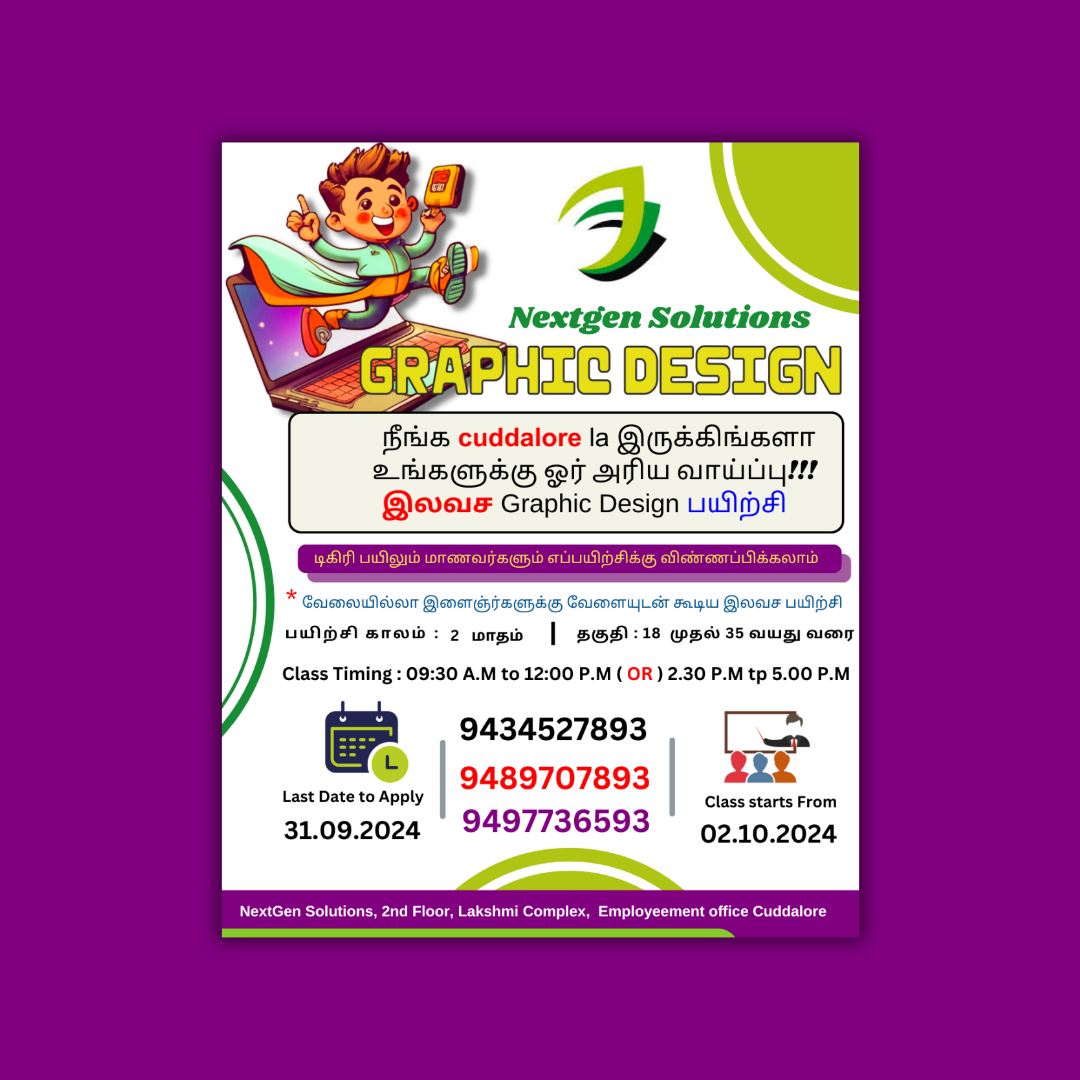 Nextgen Solutions
GRAPHIC DESIGN
நீங்க cuddalore la இருக்கிங்களா
உங்களுக்கு ஓர் அரிய வாய்ப்பு!!!
இலவச Graphic Design பயிற்சி
டிகிரி பயிலும் மாணவர்களும் எப்பயிற்சிக்கு விண்ணப்பிக்கலாம்
* வேலையில்லா இளைஞ்ர்களுக்கு வேளையுடன் கூடிய இலவச பயிற்சி
பயிற்சி காலம் : 2 மாதம் | தகுதி : 18 முதல் 35 வயது வரை
Class Timing : 09:30 A.M to 12:00 P.M ( OR ) 2.30 P.M tp 5.00 P.M
9434527893
9489707893
9497736593
Last Date to Apply
31.09.2024
Class starts From
02.10.2024
NextGen Solutions, 2nd Floor, Lakshmi Complex, Employeement office Cuddalore